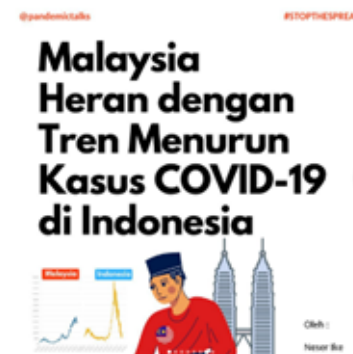 @pandemictalks #STOPTHESPREA
Malaysia
Heran dengan
Tren Menurun
Kasus COVID-19
di Indonesia
Malaysia Indonesia
Oleh :